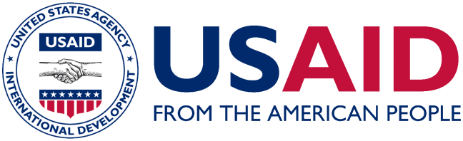 UNITED STATES AGENCY
USAID
INTERNATIONAL DEVELOPMENT
USAID
FROM THE AMERICAN PEOPLE